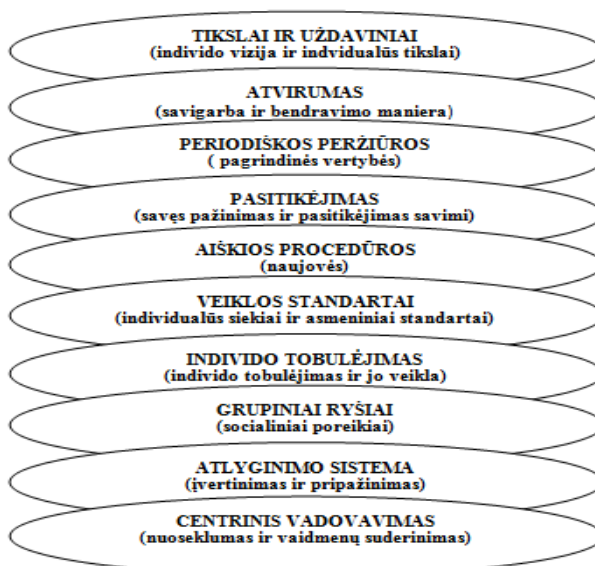 TIKSLAI IR UŽDAVINIAI
(individo vizija ir indvidualūs tikslai)
ATVIRUMAS
(savigarba ir bendravimo maniera)
PERIODIŠKOS PERŽIŪROS
( pagrindinės vertybės)
PASITIKĖJIMAS
(savęs pažinimas ir pasitikėjimas savimi)
AIŠKIOS PROCEDŪROS
(naujovės)
VEIKLOS STANDARTAI
(individualūs siekiai ir asmeniniai standartai)
INDIVIDO TOBULĖJIMAS
(individo tobulėjimas ir jo veikla)
GRUPINIAI RYŠIAI
(socialiniai poreikiai)
ATLYGINIMO SISTEMA
(įvertinimas ir pripažinimas)
CENTRINIS VADOVAVIMAS
(nuoseklumas ir vaidmenų suderinimas)